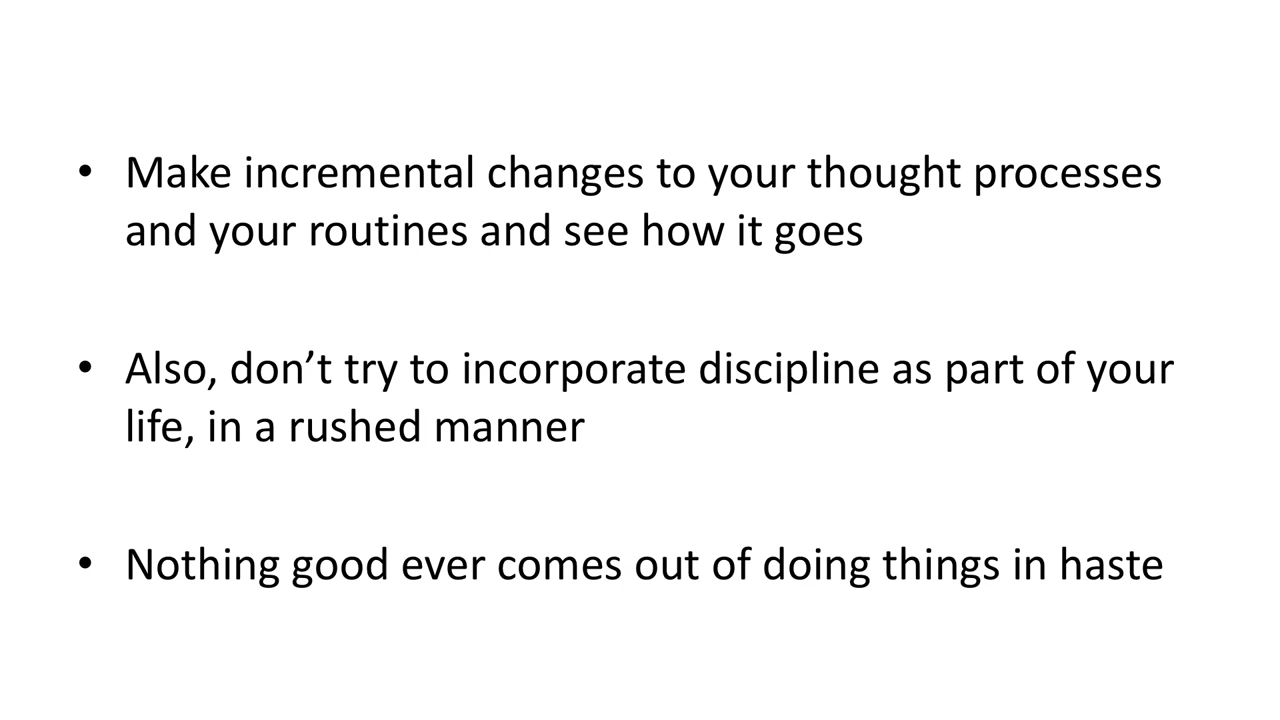 • Make incremental changes to your thought processes
and your routines and see how it goes
• Also, don’t try to incorporate discipline as part of your
life, in a rushed manner
• Nothing good ever comes out of doing things in haste